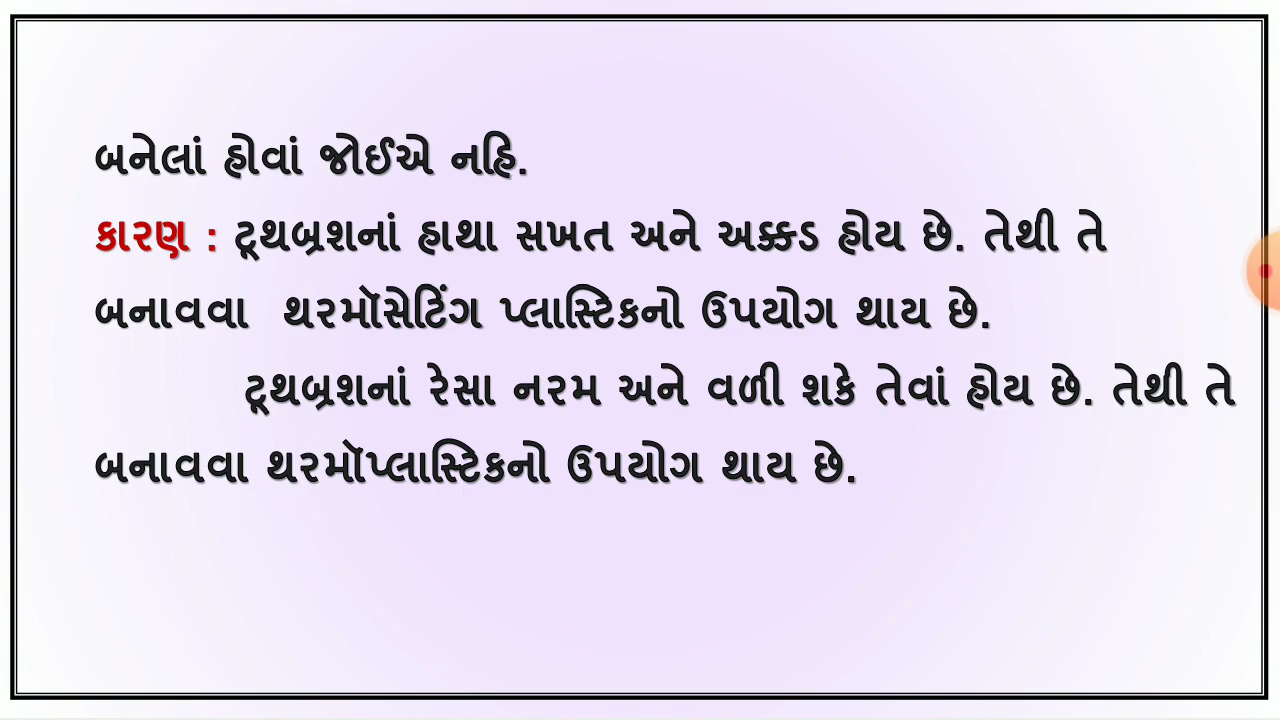 બનેલાં હોવાં જોઈએ નહિ.
કારણ : ટૂથબ્રશનાં હાથા સખત અને અક્કડ હોય છે. તેથી તે
બનાવવા થરમૉસેટિંગ પ્લાસ્ટિકનો ઉપયોગ થાય છે.
ટૂથબ્રશનાં રેસા નરમ અને વળી શકે તેવાં હોય છે. તેથી તે
બનાવવા થરમૉપ્લાસ્ટિકનો ઉપયોગ થાય છે.